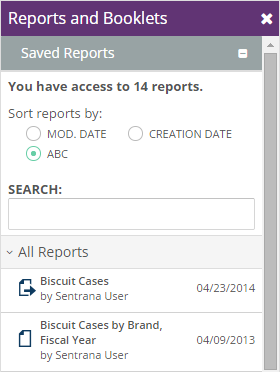 Reports and Booklets
Saved Reports
You have access to 14 reports.
Sort reports by:
MOD. DATE CREATION DATE
ABC
SEARCH:
All Reports
Biscuit Cases
by Sentrana User 04/23/2014
Biscuit Cases by Brand,
Fiscal Year 04/09/2013
by Sentrana User